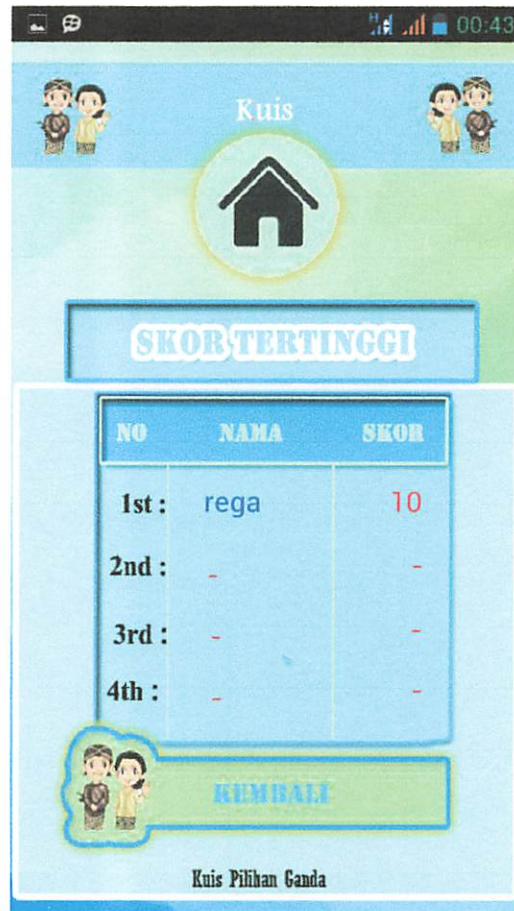 H 00:43
Kuis
SKOR TERTINGGI
NO NAMA SKOR
1st : rega 10
2nd : - -
3rd : - -
4th : - -
KEMBALI
Kuis Pilihan Ganda